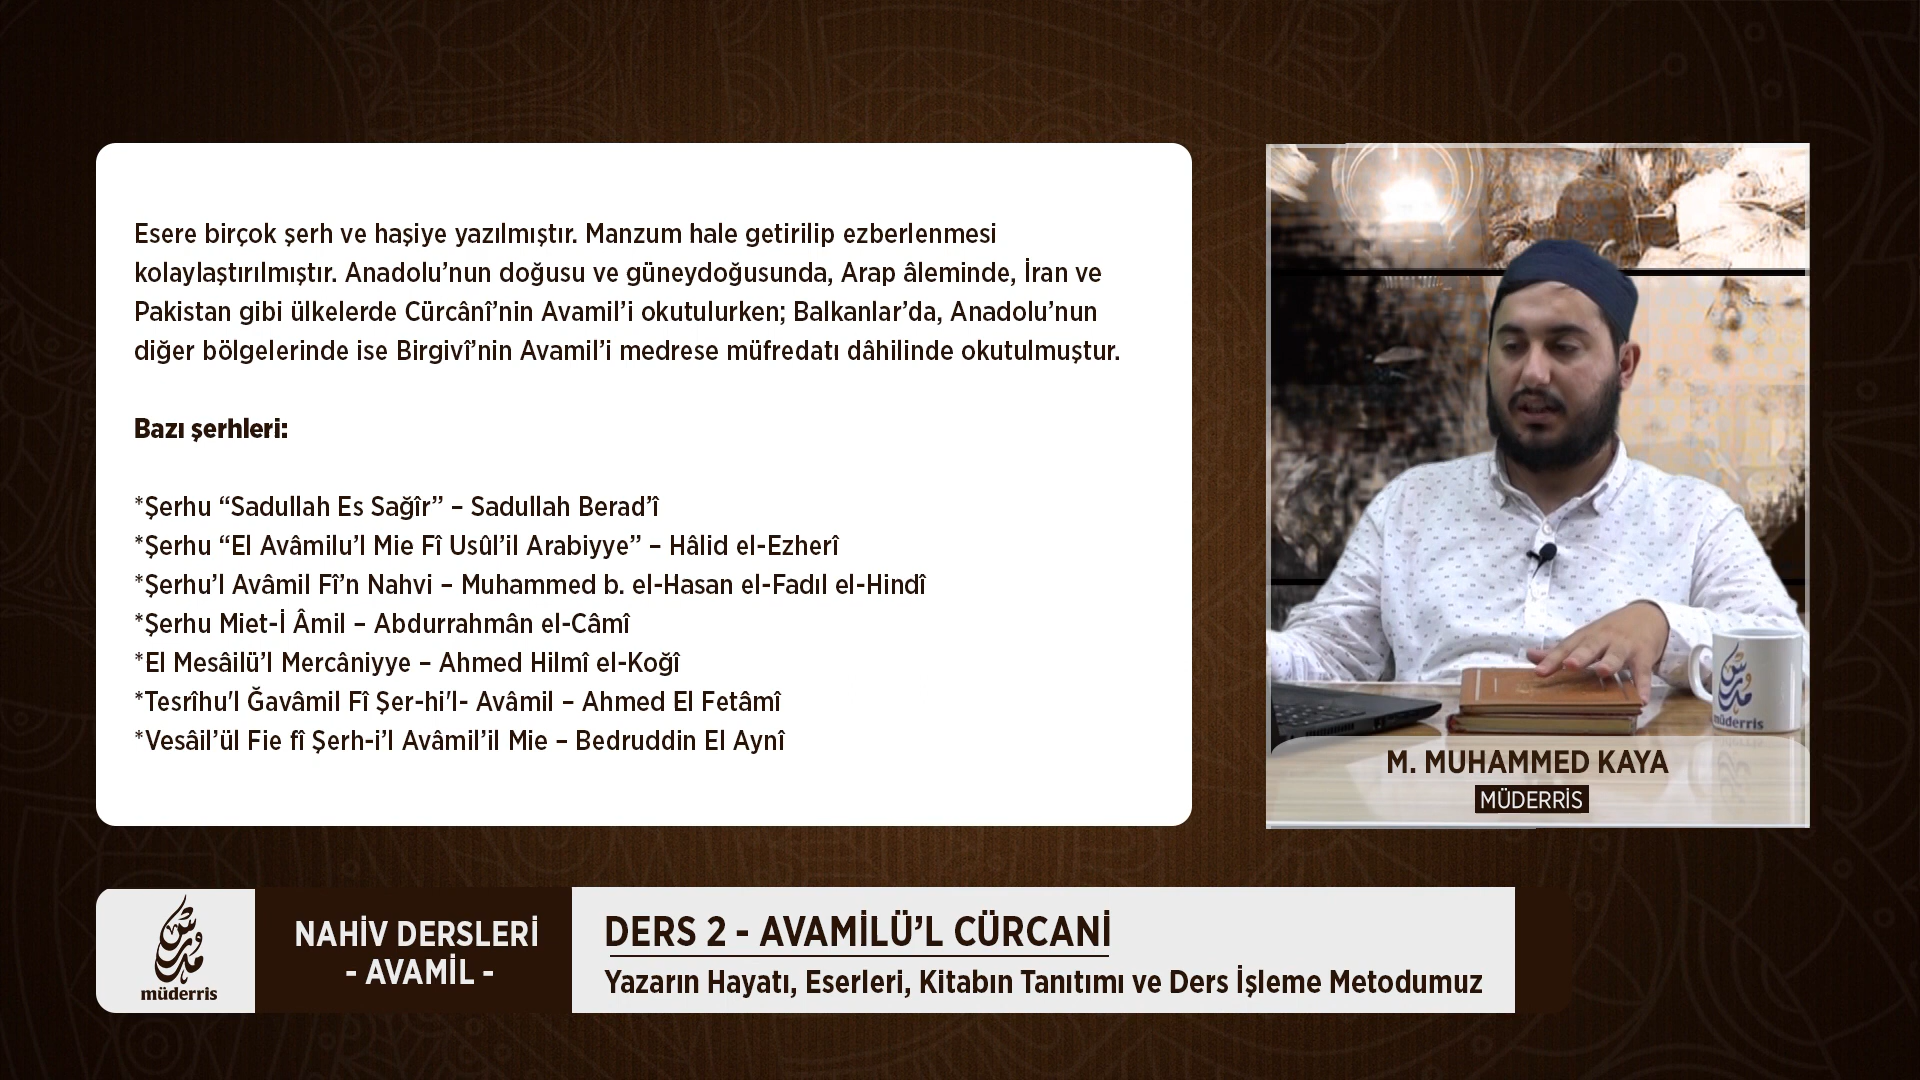 Esere birçok şerh ve haşiye yazılmıştır. Manzum hale getirilip ezberlenmesi
kolaylaştırılmıştır. Anadolu’nun doğusu ve güneydoğusunda, Arap âleminde, İran ve
Pakistan gibi ülkelerde Cürcânî’nin Avamil’i okutulurken; Balkanlar’da, Anadolu’nun
diğer bölgelerinde ise Birgivî’nin Avamil’i medrese müfredatı dâhilinde okutulmuştur.
Bazı şerhleri:
*Şerhu “Sadullah Es Sağîr” – Sadullah Berad’î
*Şerhu “El Avâmilu’l Mie Fî Usûl’il Arabiyye” – Hâlid el-Ezherî
*Şerhu’l Avâmil Fî’n Nahvi – Muhammed b. el-Hasan el-Fadıl el-Hindî
*Şerhu Miet-İ Âmil – Abdurrahmân el-Câmî
*El Mesâilü’l Mercâniyye – Ahmed Hilmî el-Koğî
*Tesrîhu'l Ğavâmil Fî Şer-hi'l- Avâmil – Ahmed El Fetâmî
*Vesâil’ül Fie fî Şerh-i’l Avâmil’il Mie – Bedruddin El Aynî
مدرس
müderris
M. MUHAMMED KAYA
MÜDERRİS
مدرس
müderris
NAHİV DERSLERİ
- AVAMİL -
DERS 2 - AVAMİLÜ’L CÜRCANİ
Yazarın Hayatı, Eserleri, Kitabın Tanıtımı ve Ders İşleme Metodumuz